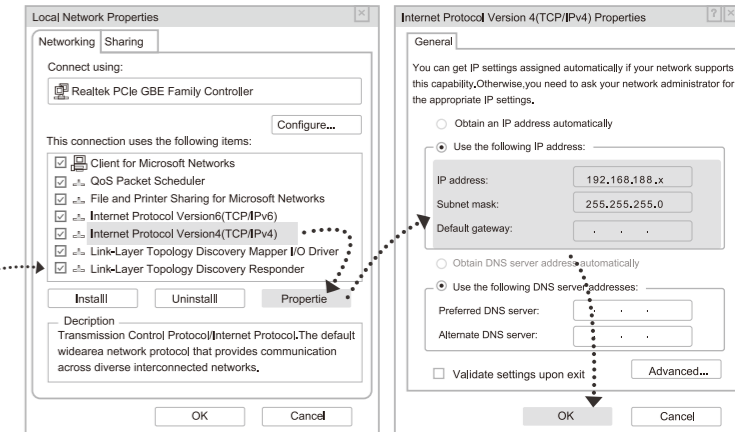 Local Network Properties
Networking
Sharing
Connect using:
Realtek PCIe GBE Family Controller
Configure...
This connection uses the following items:
Client for Microsoft Networks
QoS Packet Scheduler
File and Printer Sharing for Microsoft Networks
Internet Protocol Version6(TCP/IPv6)
Internet Protocol Version4(TCP/IPv4)
Link-Layer Topology Discovery Mapper I/O Driver
Link-Layer Topology Discovery Responder
Installl
Uninstalll
Propertie
Decription
Transmission Control Protocol/Internet Protocol.The default
widearea network protocol that provides communication
across diverse interconnected networks.
OK
Cancel
Internet Protocol Version 4(TCP/IPv4) Properties
General
You can get IP settings assigned automatically if your network supports
this capability.Otherwise,you need to ask your network administrator for
the appropriate IP settings.
Obtain an IP address automatically
Use the following IP address:
IP address:
192.168.188.x
Subnet mask:
255.255.255.0
Default gateway:
Obtain DNS server address automatically
Use the following DNS server addresses:
Preferred DNS server:
Alternate DNS server:
Validate settings upon exit
Advanced...
OK
Cancel